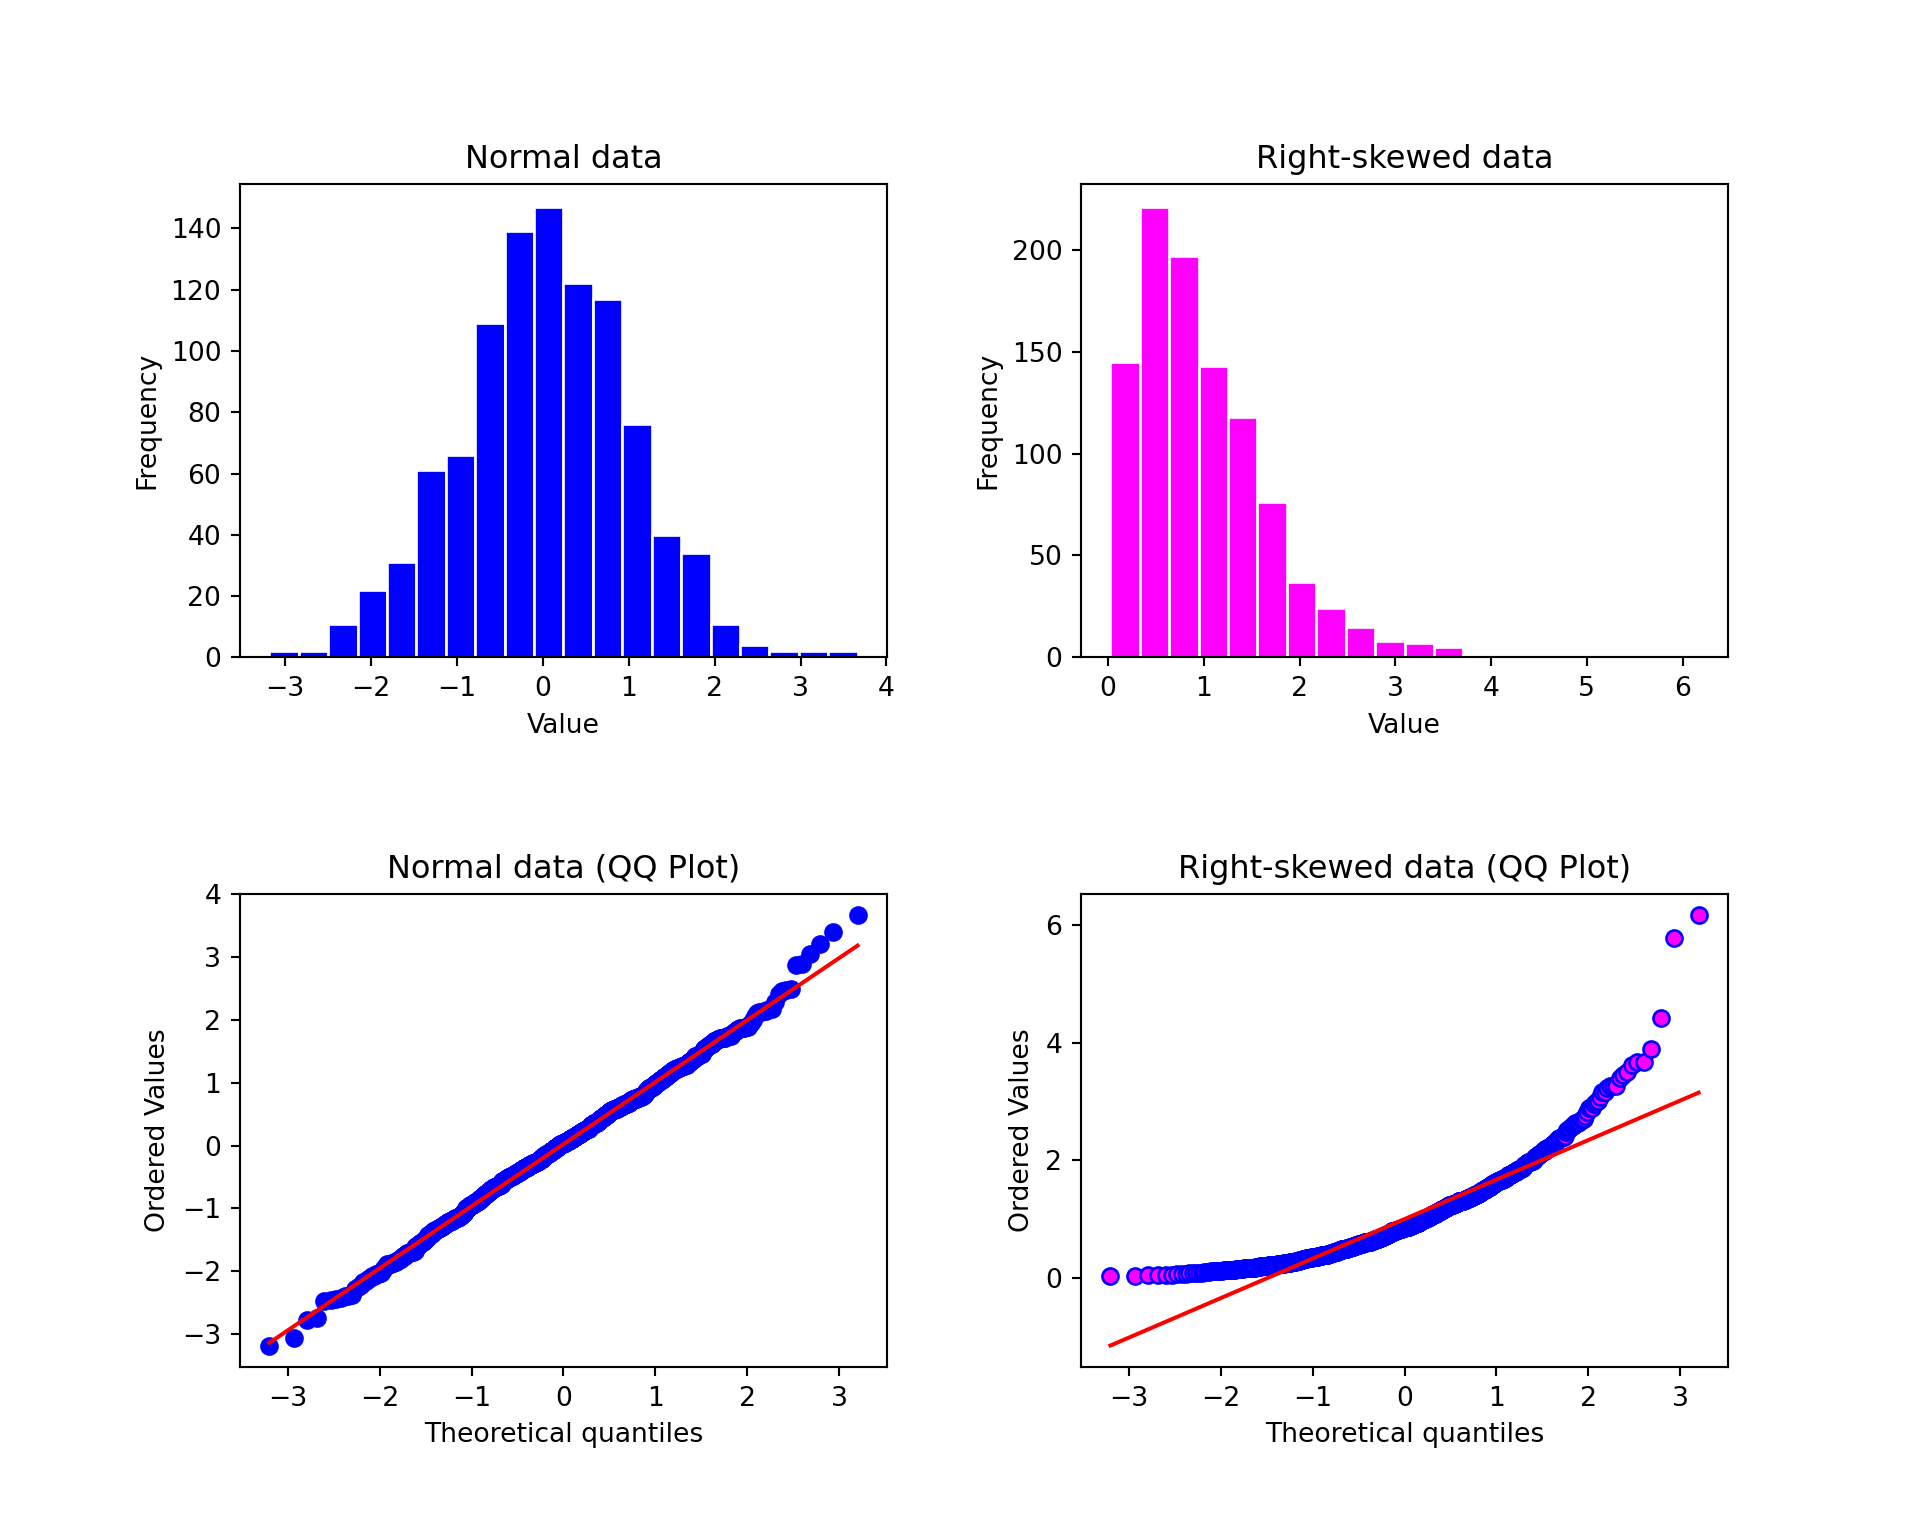 Normal data
Right-skewed data
Frequency
140
120
100
80
60
40
20
0
−3 −2 −1 0 1 2 3 4
Value
Frequency
200
150
100
50
0
0 1 2 3 4 5 6
Value
Normal data (QQ Plot)
Right-skewed data (QQ Plot)
Ordered Values
4
3
2
1
0
−1
−2
−3
−3 −2 −1 0 1 2 3
Theoretical quantiles
Ordered Values
6
4
2
0
−3 −2 −1 0 1 2 3
Theoretical quantiles